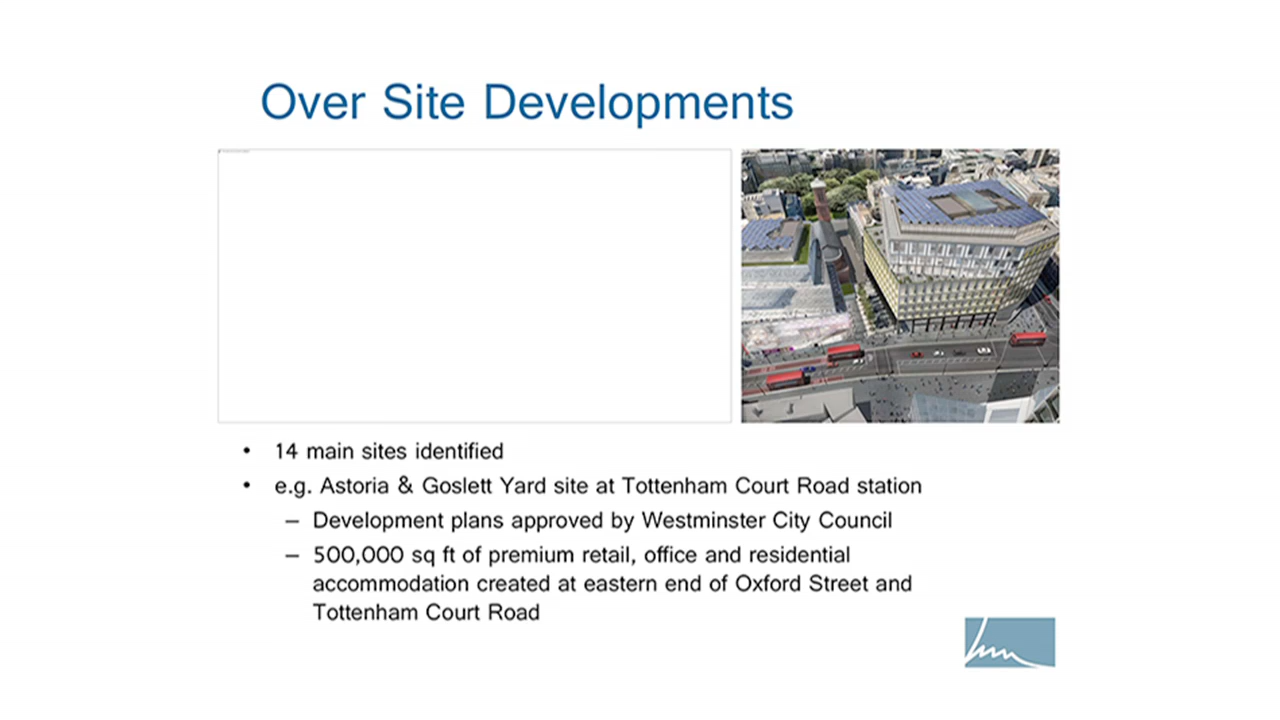 Over Site Developments
• 14 main sites identified
• e.g. Astoria & Goslett Yard site at Tottenham Court Road station
– Development plans approved by Westminster City Council
– 500,000 sq ft of premium retail, office and residential
accommodation created at eastern end of Oxford Street and
Tottenham Court Road